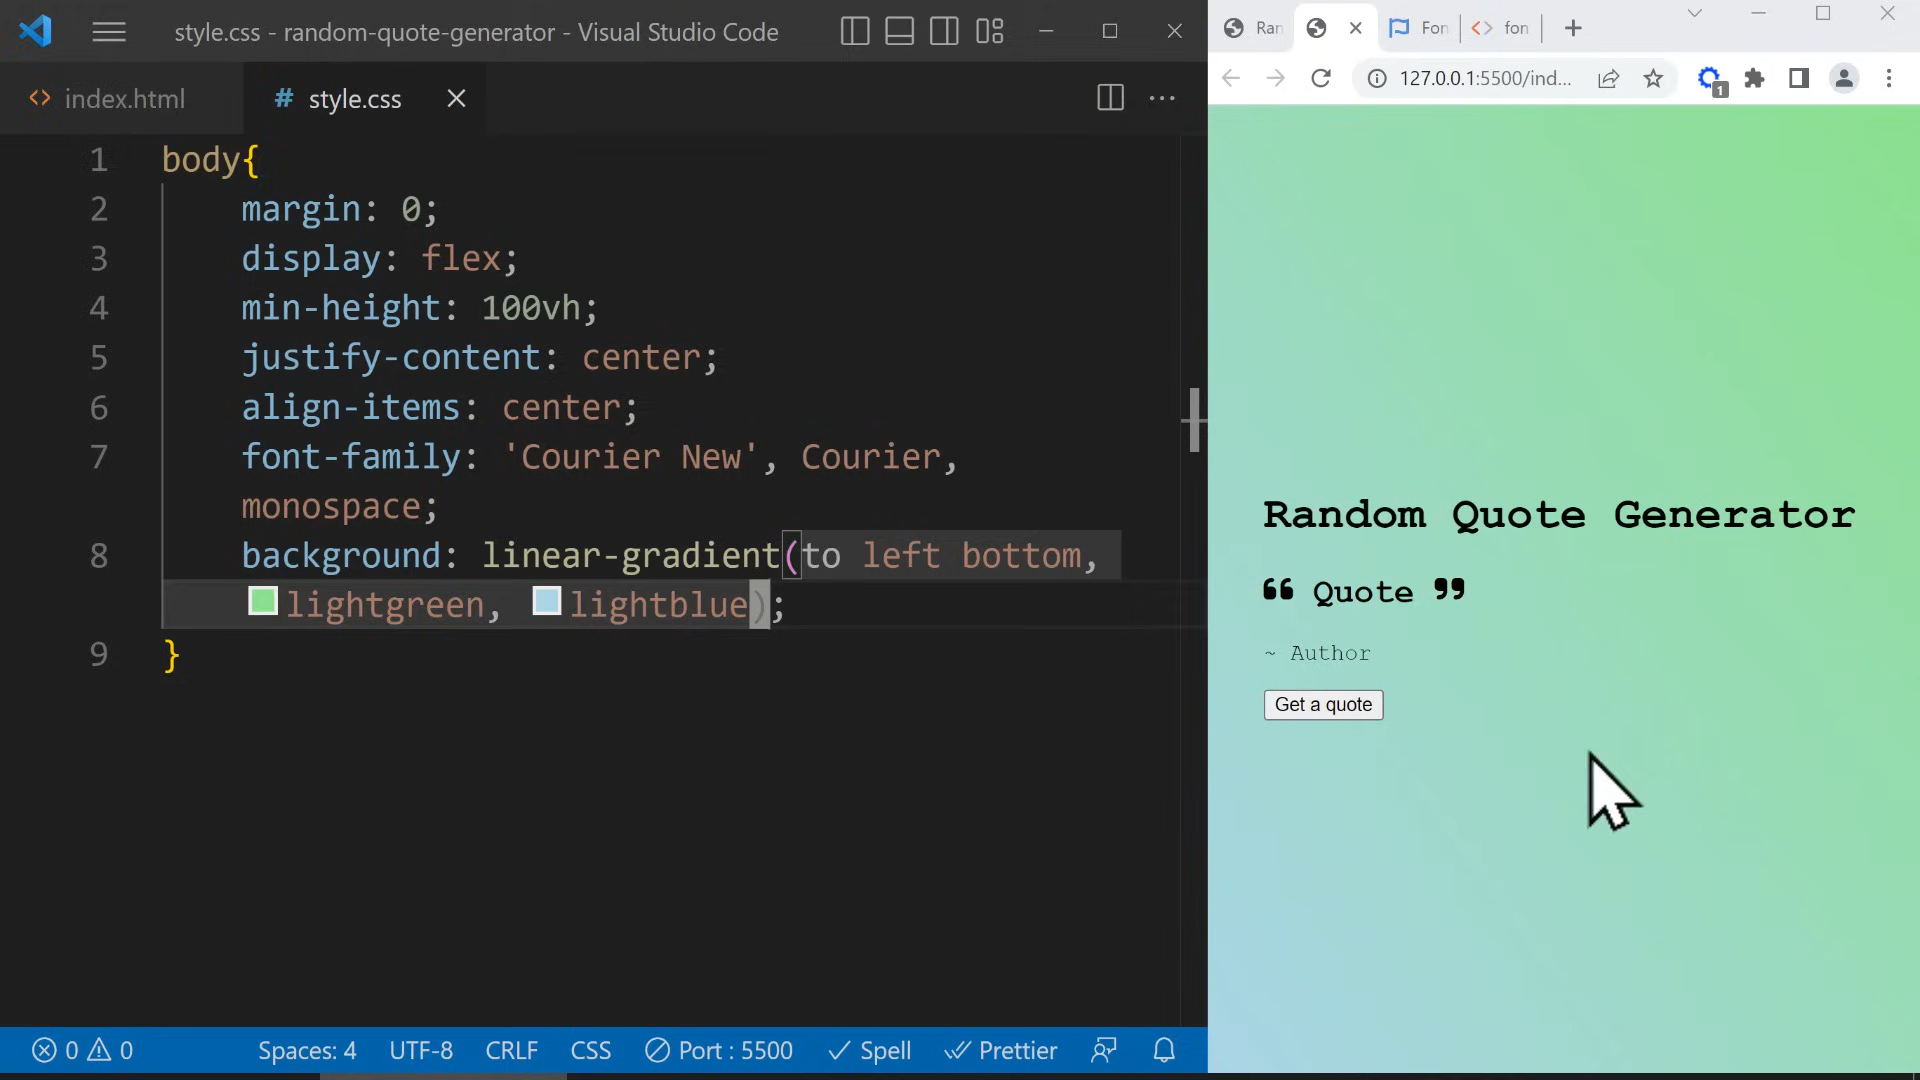 style.css - random-quote-generator - Visual Studio Code
index.html
# style.css
1 body{
2 margin: 0;
3 display: flex;
4 min-height: 100vh;
5 justify-content: center;
6 align-items: center;
7 font-family: 'Courier New', Courier,
monospace;
8 background: linear-gradient(to left bottom,
lightgreen, lightblue);
9 }
0 0 Spaces: 4 UTF-8 CRLF CSS Port : 5500 Spell Prettier
Ran Fon fon
127.0.0.1:5500/ind...
1
Random Quote Generator
❝ Quote ❞
~ Author
Get a quote